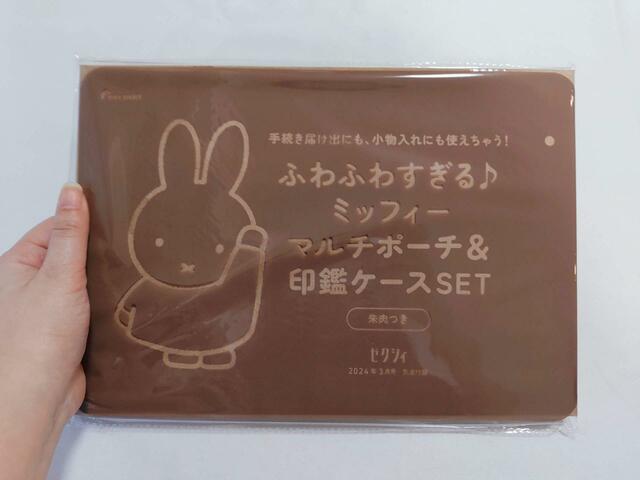 手続き届け出にも、小物入れにも使えちゃう!
ふわふわすぎる♪
ミッフィー
マルチポーチ&
印鑑ケースSET
朱肉つき
ゼクシィ
2024年3月号 別冊付録